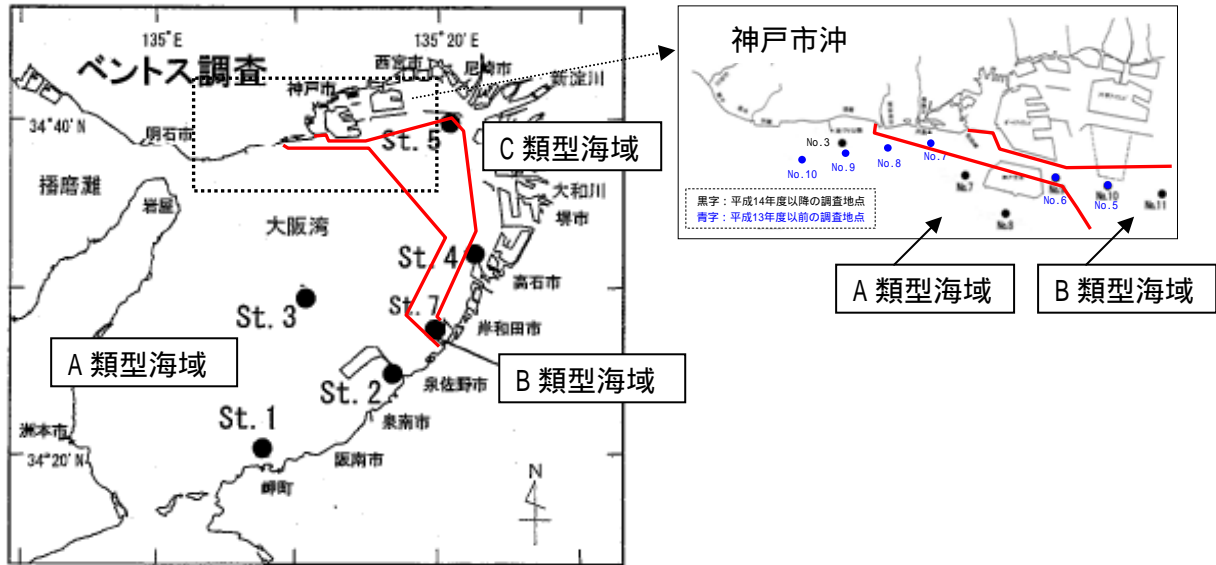 135°E
135°20'E
ベントス調査
西宮市
尼崎市
新淀川
神戸市
34°40'N
明石市
St. 5
C 類型海域
播磨灘
岩屋
大和川
堺市
大阪湾
St. 4
高石市
St. 3
St. 7
岸和田市
A 類型海域
B 類型海域
St. 2
泉佐野市
St. 1
泉南市
洲本市
34°20'N
阪南市
岬町
N
神戸市沖
No.3
No.10
No.9
No.8
No.7
No.7
No.6
No.10
No.5
No.11
No.8
黒字：平成14年度以降の調査地点
青字：平成13年度以前の調査地点
A 類型海域
B 類型海域